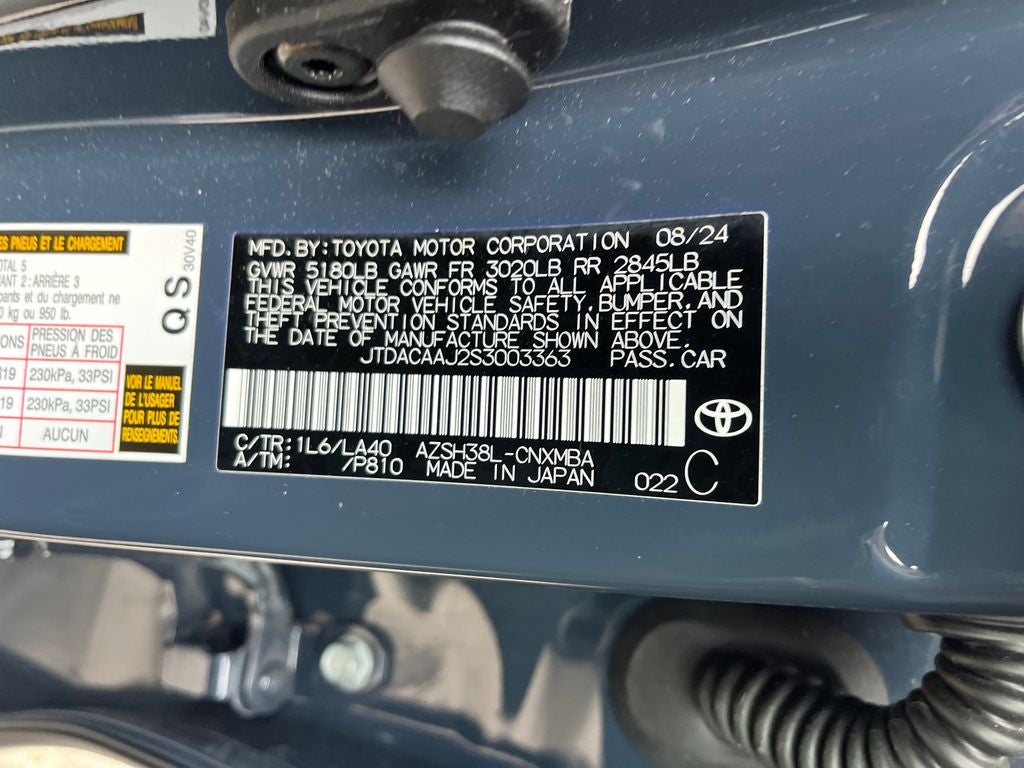 MFD.BY:TOYOTA MOTOR CORPORATION 08/24
GVWR 5180LB GAWR FR 3020LB RR 2845LB
THIS VEHICLE CONFORMS TO ALL APPLICABLE
FEDERAL MOTOR VEHICLE SAFETY, BUMPER, AND
THEFT PREVENTION STANDARDS IN EFFECT ON
THE DATE OF MANUFACTURE SHOWN ABOVE.
JTDACAAJ2S3003363 PASS.CAR
C/TR:1L6/LA40 AZSH38L-CNXMBA
A/TM: /P810 MADE IN JAPAN
022 C
PNEUS ET LE CHARGEMENT
2:ARRIÈRE 3
et du chargement ne
kg ou 950 lb.
PRESSION DES
PNEUS À FROID
230kPa, 33PSI
230kPa, 33PSI
AUCUN
VOIR LE MANUEL
DE L'USAGER
POUR PLUS DE
RENSEIGNEMENTS.
QS
30V40